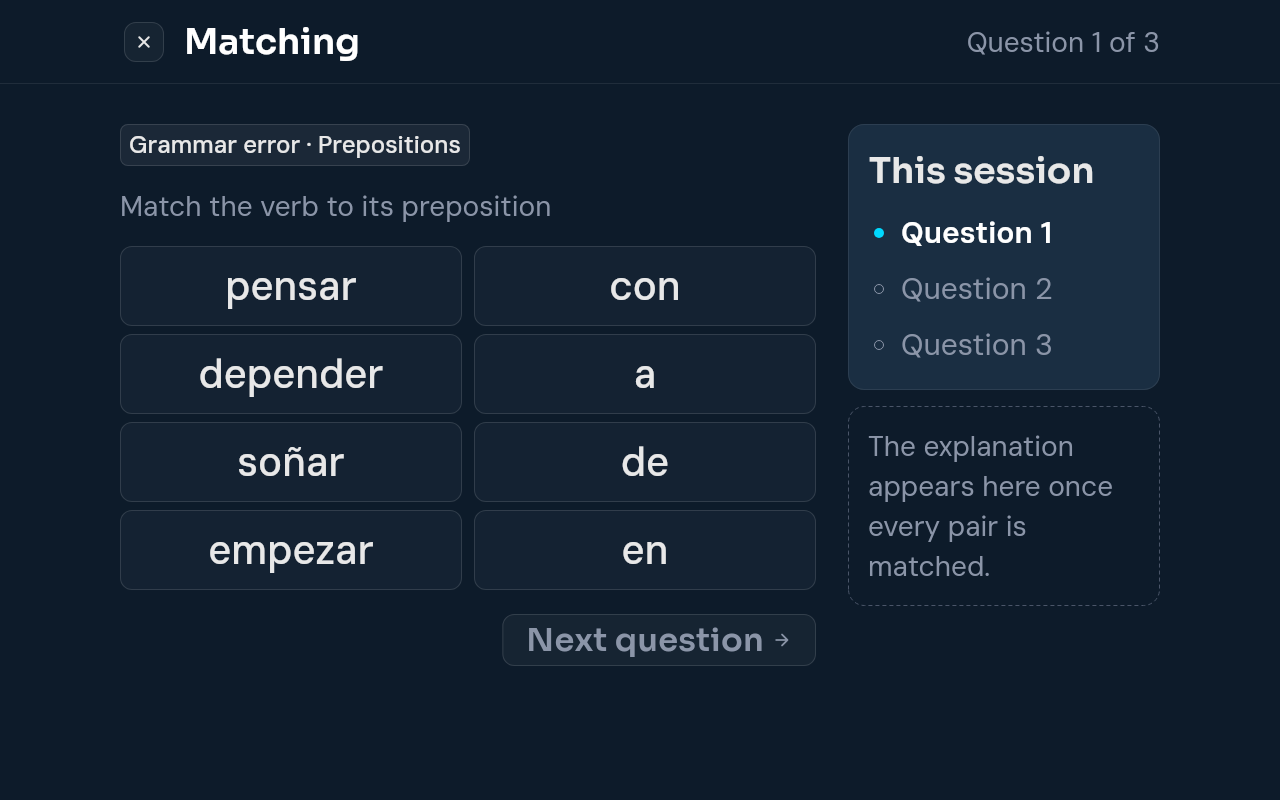 Matching
Question 1 of 3
Grammar error · Prepositions
Match the verb to its preposition
pensar
con
depender
a
soñar
de
empezar
en
Next question →
This session
Question 1
Question 2
Question 3
The explanation
appears here once
every pair is
matched.